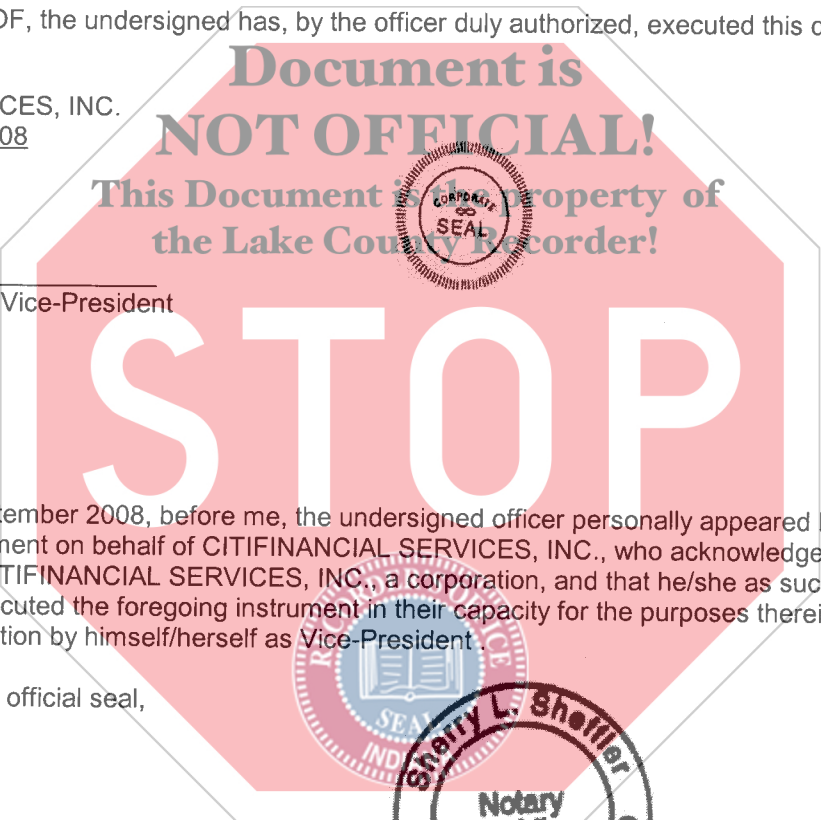 OF, the undersigned has, by the officer duly authorized, executed this d
Document is
CES, INC.
08
NOT OFFICIAL!
This Document is the property of
the Lake County Recorder!
CORPORATE
SEAL
Vice-President
STOP
tember 2008, before me, the undersigned officer personally appeared
ment on behalf of CITIFINANCIAL SERVICES, INC., who acknowledge
TIFINANCIAL SERVICES, INC., a corporation, and that he/she as suc
cuted the foregoing instrument in their capacity for the purposes therei
tion by himself/herself as Vice-President .
official seal,
RECORDER'S OFFICE
SEAL
Sherry L. Sheffler
Notary